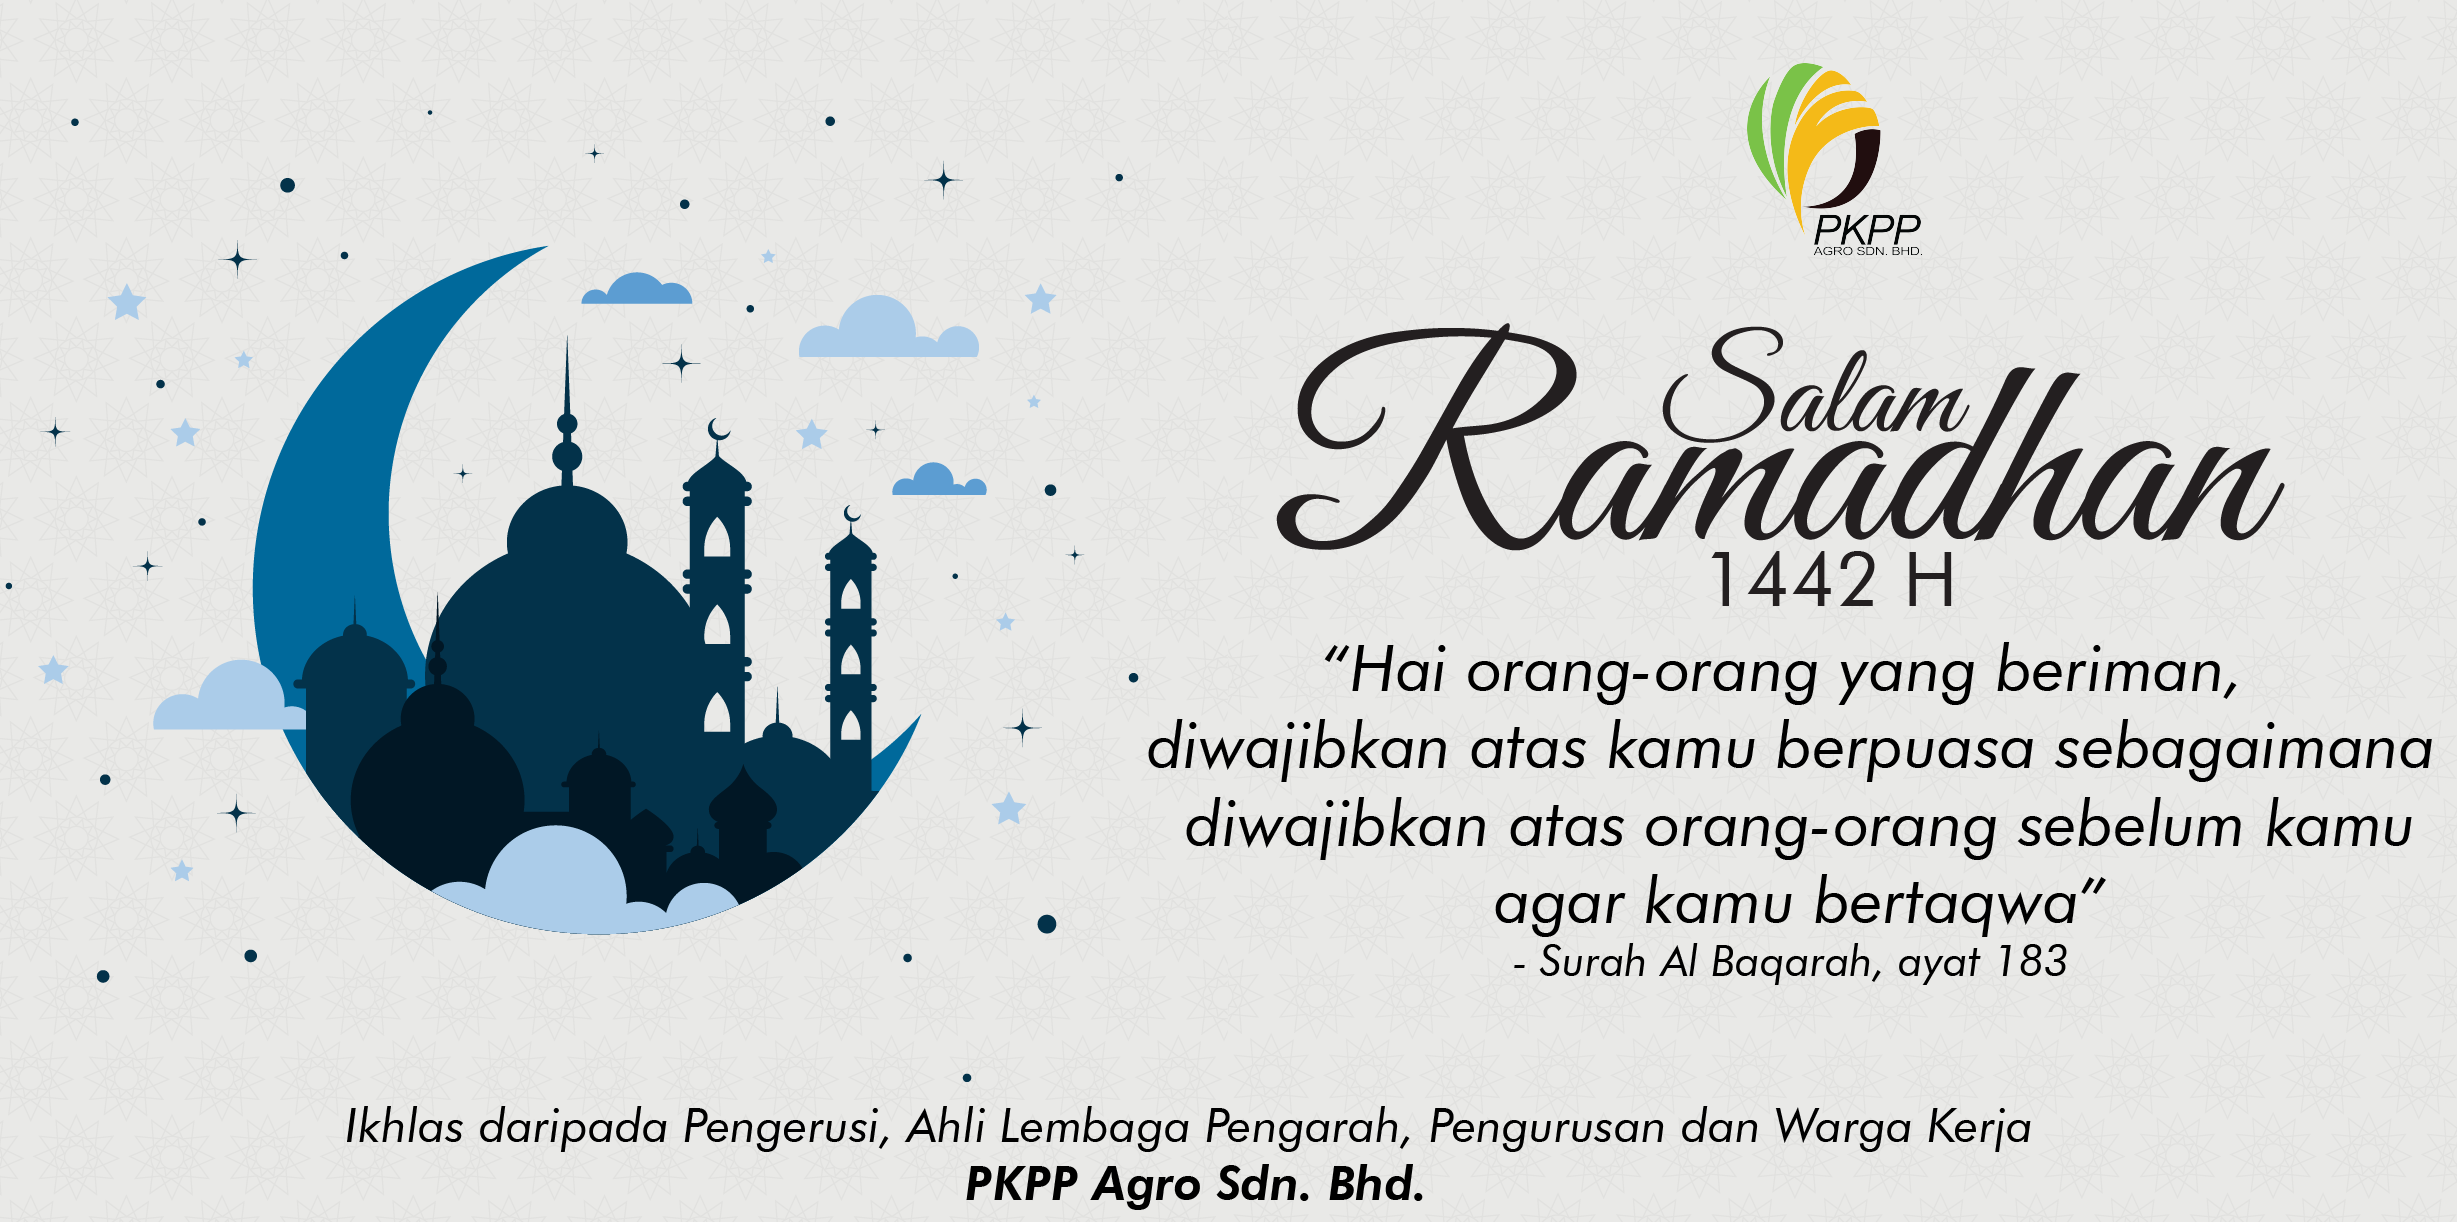 PKPP
AGRO SDN. BHD.
Salam
Ramadhan
1442 H
“Hai orang-orang yang beriman,
diwajibkan atas kamu berpuasa sebagaimana
diwajibkan atas orang-orang sebelum kamu
agar kamu bertaqwa”
- Surah Al Baqarah, ayat 183
Ikhlas daripada Pengerusi, Ahli Lembaga Pengarah, Pengurusan dan Warga Kerja
PKPP Agro Sdn. Bhd.